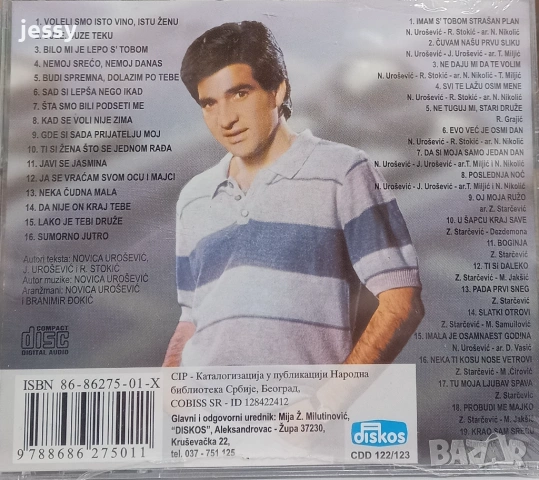 jessy
1. VOLELI SMO ISTO VINO, ISTU ŽENU
TEKU
3. BILO MI JE LEPO S' TOBOM
4. NEMOJ SREĆO, NEMOJ DANAS
5. BUDI SPREMNA, DOLAZIM PO TEBE
6. SAD SI LEPŠA NEGO IKAD
7. ŠTA SMO BILI PODSETI ME
8. KAD SE VOLI NIJE ZIMA
9. GDE SI SADA PRIJATELJU MOJ
10. TI SI ŽENA ŠTO SE JEDNOM RAĐA
11. JAVI SE JASMINA
12. JA SE VRAĆAM SVOM OCU I MAJCI
13. NEKA ČUDNA MALA
14. DA NIJE ON KRAJ TEBE
15. LAKO JE TEBI DRUŽE
16. SUMORNO JUTRO
Autori teksta: NOVICA UROŠEVIĆ,
J. UROŠEVIĆ I R. STOKIĆ
Autor muzike: NOVICA UROŠEVIĆ
Aranžmani: NOVICA UROŠEVIĆ
I BRANIMIR ĐOKIĆ
COMPACT
disc
DIGITAL AUDIO
1. IMAM S' TOBOM STRAŠAN PLAN
N. Urošević - R. Stokić - ar. N. Nikolić
2. ČUVAM NAŠU PRVU SLIKU
N. Urošević - J. Urošević - ar. T. Miljić
3. NE DAJU MI DA TE VOLIM
N. Urošević - R. Stokić - T. Miljić
4. SVI TE LAŽU OSIM MENE
N. Urošević - R. Stokić - ar. N. Nikolić
5. NE TUGUJ MI, STARI DRUŽE
R. Grajić
6. EVO VEĆ JE OSMI DAN
N. Urošević - R. Stokić - ar. N. Nikolić
7. DA SI MOJA SAMO JEDAN DAN
N. Urošević - J. Urošević - ar.T. Miljić i N. Nikolić
8. POSLEDNJA NOĆ
N. Urošević - J. Urošević - ar.T. Miljić i N. Nikolić
9. OJ MOJA RUŽO
ar. Z. Starčević
10. U ŠAPCU KRAJ SAVE
Z. Starčević - Dezdemona
11. BOGINJA
Z. Starčević
12. TI SI DALEKO
Z. Starčević - M. Jakšić
13. PADA PRVI SNEG
Z. Starčević
14. SLATKI OTROVI
Z. Starčević - M. Samuilović
15. IMALA JE OSAMNAEST GODINA
N. Urošević - ar. D. Vasić
16. NEKA TI KOSU NOSE VETROVI
Z. Starčević - M. Ćirović
17. TU MOJA LJUBAV SPAVA
Z. Starčević
18. PROBUDI ME MAJKO
Z. Starčević - M. Jakšić
19. KRAO SAM SREĆU
ISBN 86-86275-01-X
9 788686 275011
CIP - Каталогизација у публикацији Народна
библиотека Србије, Београд,
COBISS SR - ID 128422412
Glavni i odgovorni urednik: Mija Ž. Milutinović,
"DISKOS", Aleksandrovac - Župa 37230,
Kruševačka 22,
tel. 037 - 751 125
diskos
CDD 122/123
BAZAR